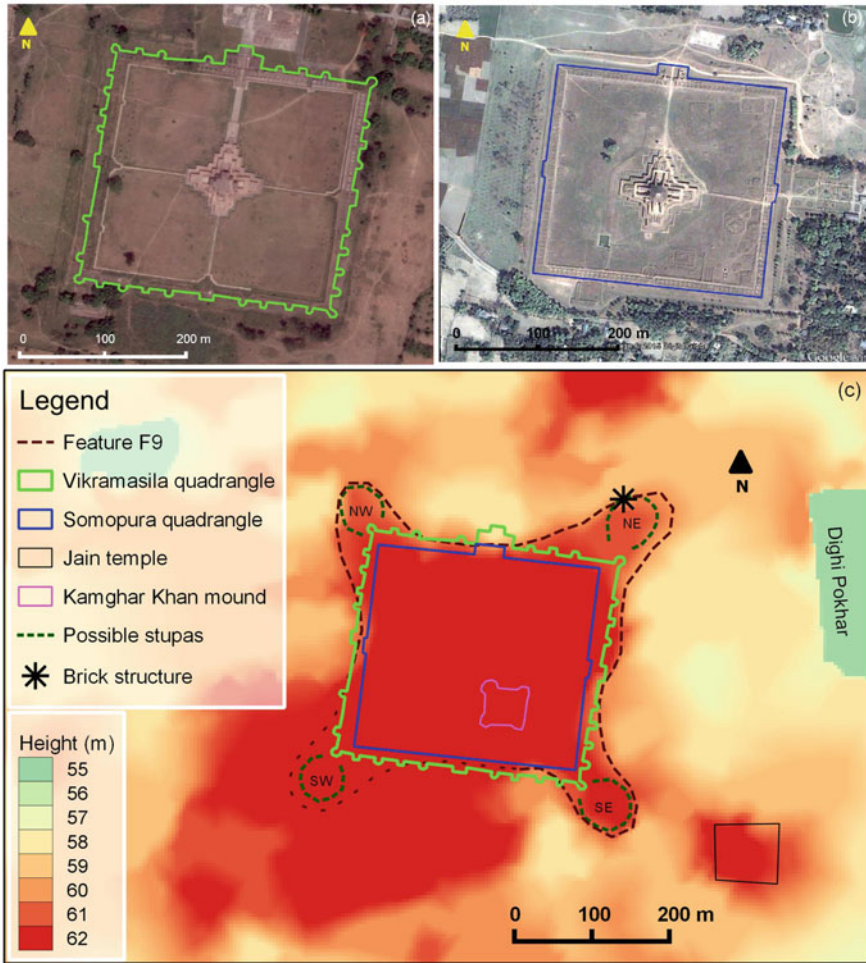 (a)
N
0 100 200 m
(b)
N
0 100 200 m
Google
(c)
Legend
Feature F9
Vikramasila quadrangle
Somopura quadrangle
Jain temple
Kamghar Khan mound
Possible stupas
Brick structure
Height (m)
55
56
57
58
59
60
61
62
NW
NE
N
Dighi Pokhar
SW
SE
0 100 200 m